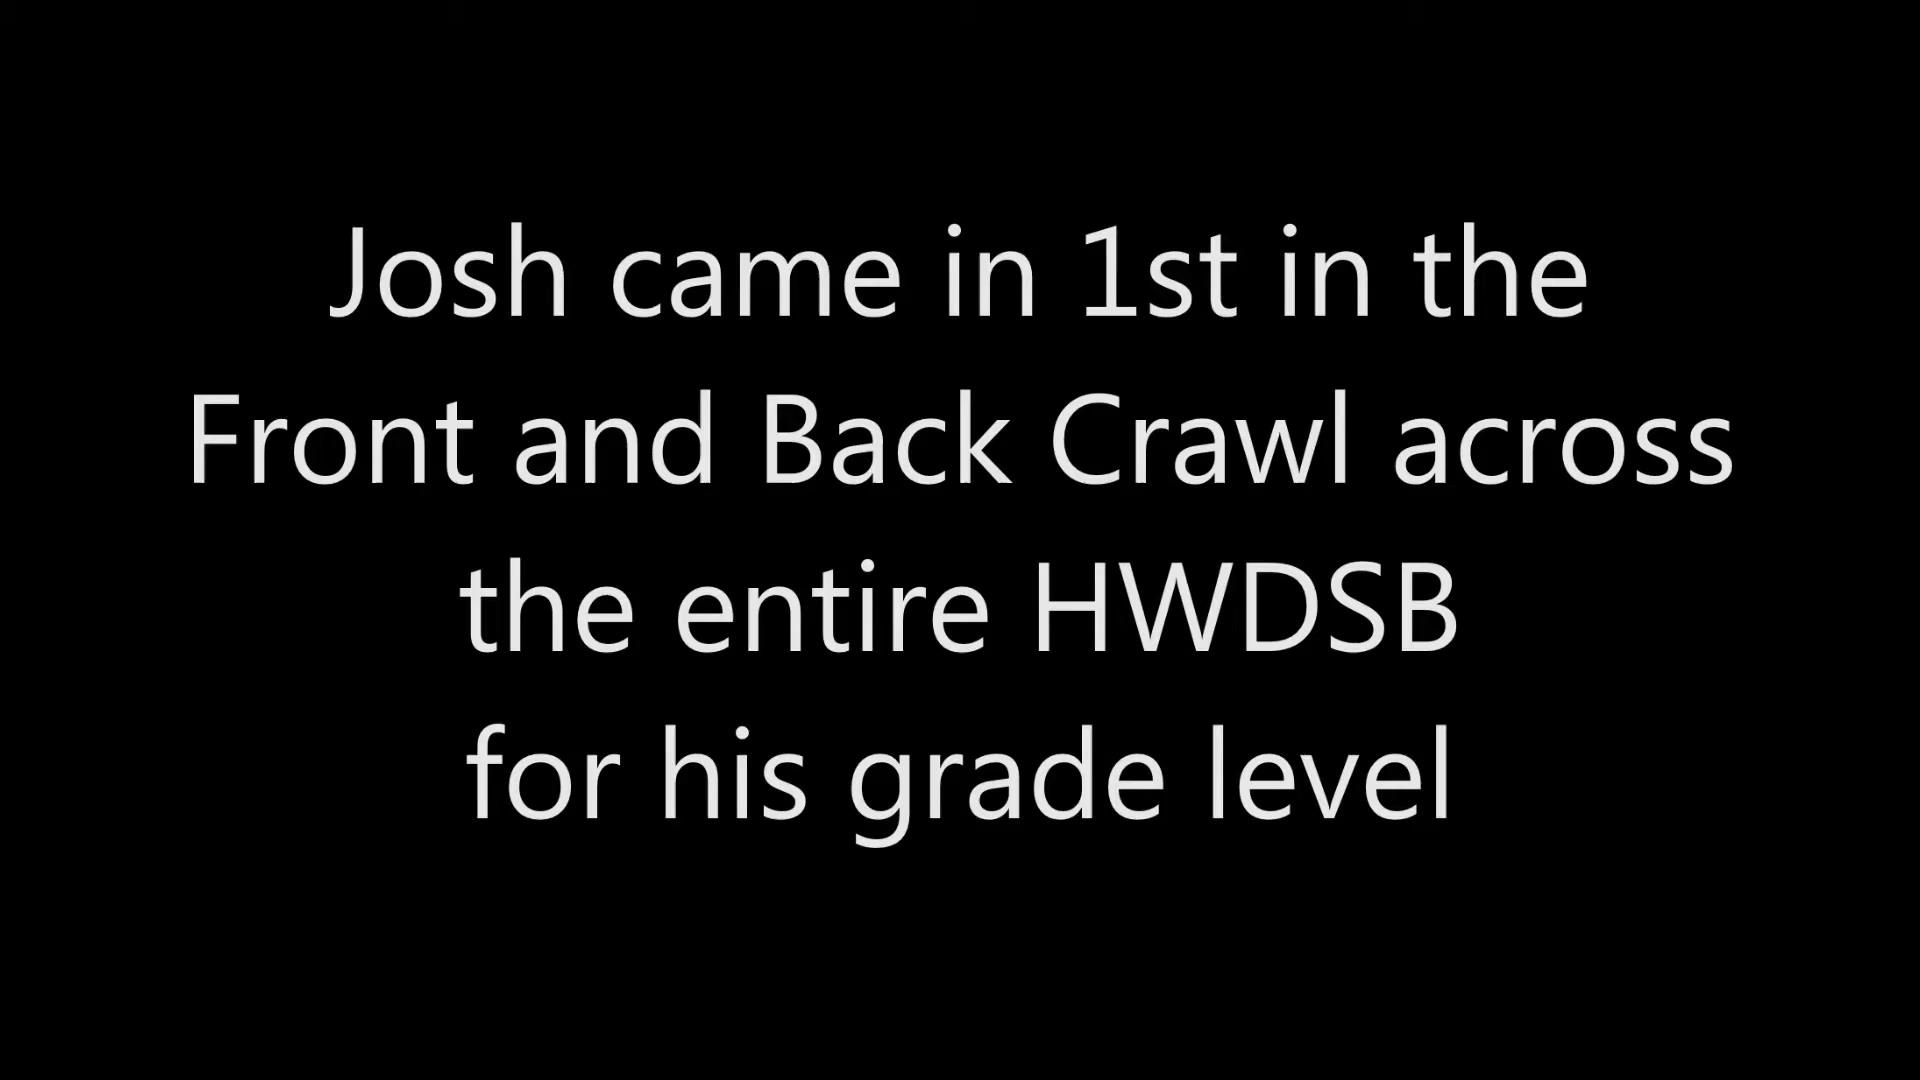 Josh came in 1st in the
Front and Back Crawl across
the entire HWDSB
for his grade level